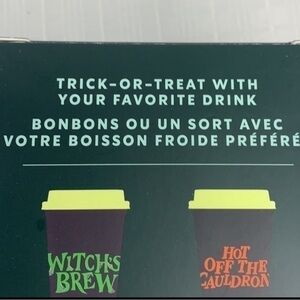 TRICK-OR-TREAT WITH
YOUR FAVORITE DRINK
BONBONS OU UN SORT AVEC
VOTRE BOISSON FROIDE PRÉFÉRÉ
WITCH'S
BREW
HOT
OFF THE
CAULDRON